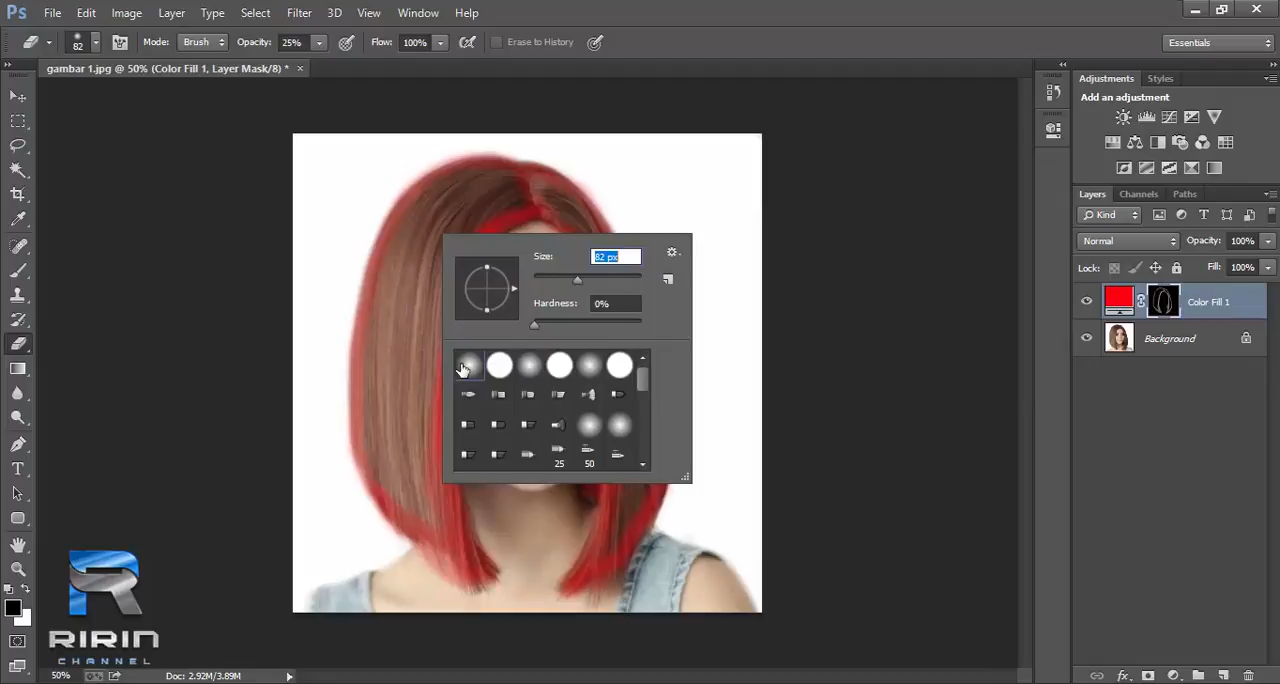 Ps File Edit Image Layer Type Select Filter 3D View Window Help
82 Mode: Brush Opacity: 25% Flow: 100% Erase to History Essentials
gambar 1.jpg @ 50% (Color Fill 1, Layer Mask/8) * ×
Adjustments Styles
Add an adjustment
Layers Channels Paths
Kind T
Normal Opacity: 100%
Lock: Fill: 100%
Color Fill 1
Background
Size: 82 px
Hardness: 0%
25 50
T
R
RIRIN
CHANNEL
50% Doc: 2.92M/3.89M
fx